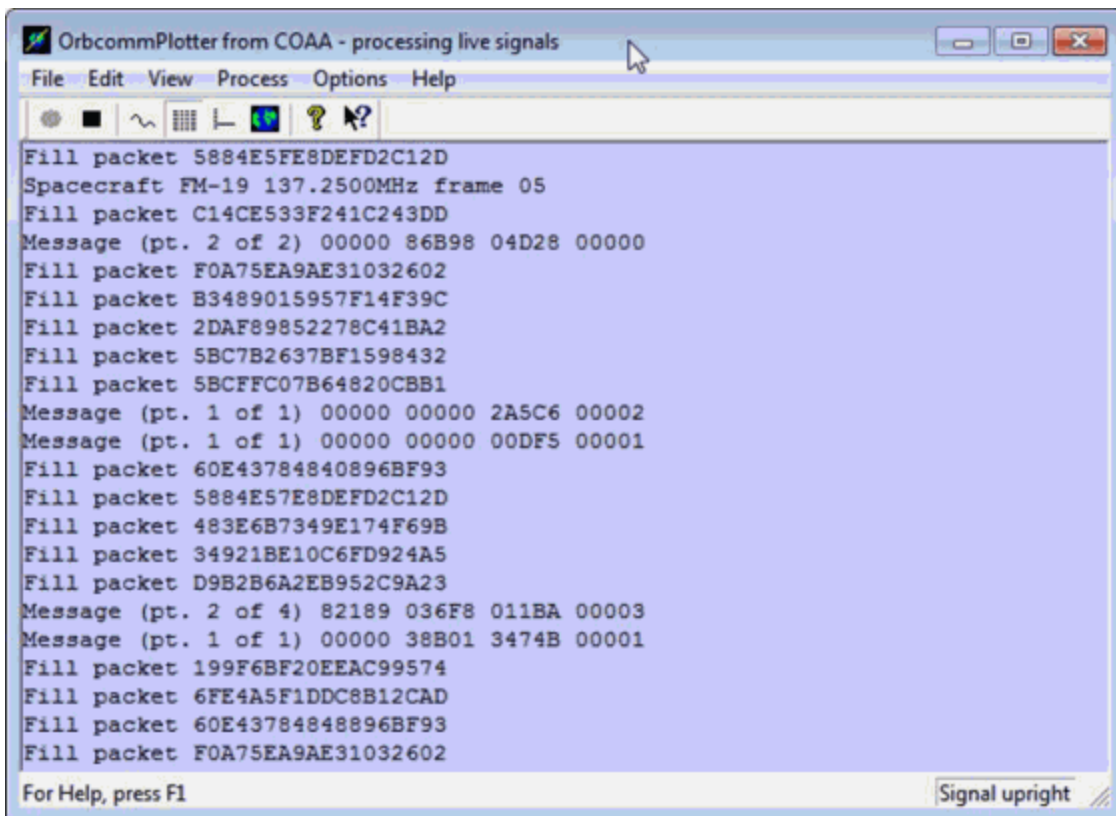 OrbcommPlotter from COAA - processing live signals
File Edit View Process Options Help
Fill packet 5884E5FE8DEFD2C12D
Spacecraft FM-19 137.2500MHz frame 05
Fill packet C14CE533F241C243DD
Message (pt. 2 of 2) 00000 86B98 04D28 00000
Fill packet F0A75EA9AE31032602
Fill packet B3489015957F14F39C
Fill packet 2DAF89852278C41BA2
Fill packet 5BC7B2637BF1598432
Fill packet 5BCFFC07B64820CBB1
Message (pt. 1 of 1) 00000 00000 2A5C6 00002
Message (pt. 1 of 1) 00000 00000 00DF5 00001
Fill packet 60E43784840896BF93
Fill packet 5884E57E8DEFD2C12D
Fill packet 483E6B7349E174F69B
Fill packet 34921BE10C6FD924A5
Fill packet D9B2B6A2EB952C9A23
Message (pt. 2 of 4) 82189 036F8 011BA 00003
Message (pt. 1 of 1) 00000 38B01 3474B 00001
Fill packet 199F6BF20EEAC99574
Fill packet 6FE4A5F1DDC8B12CAD
Fill packet 60E43784848896BF93
Fill packet F0A75EA9AE31032602
For Help, press F1 Signal upright